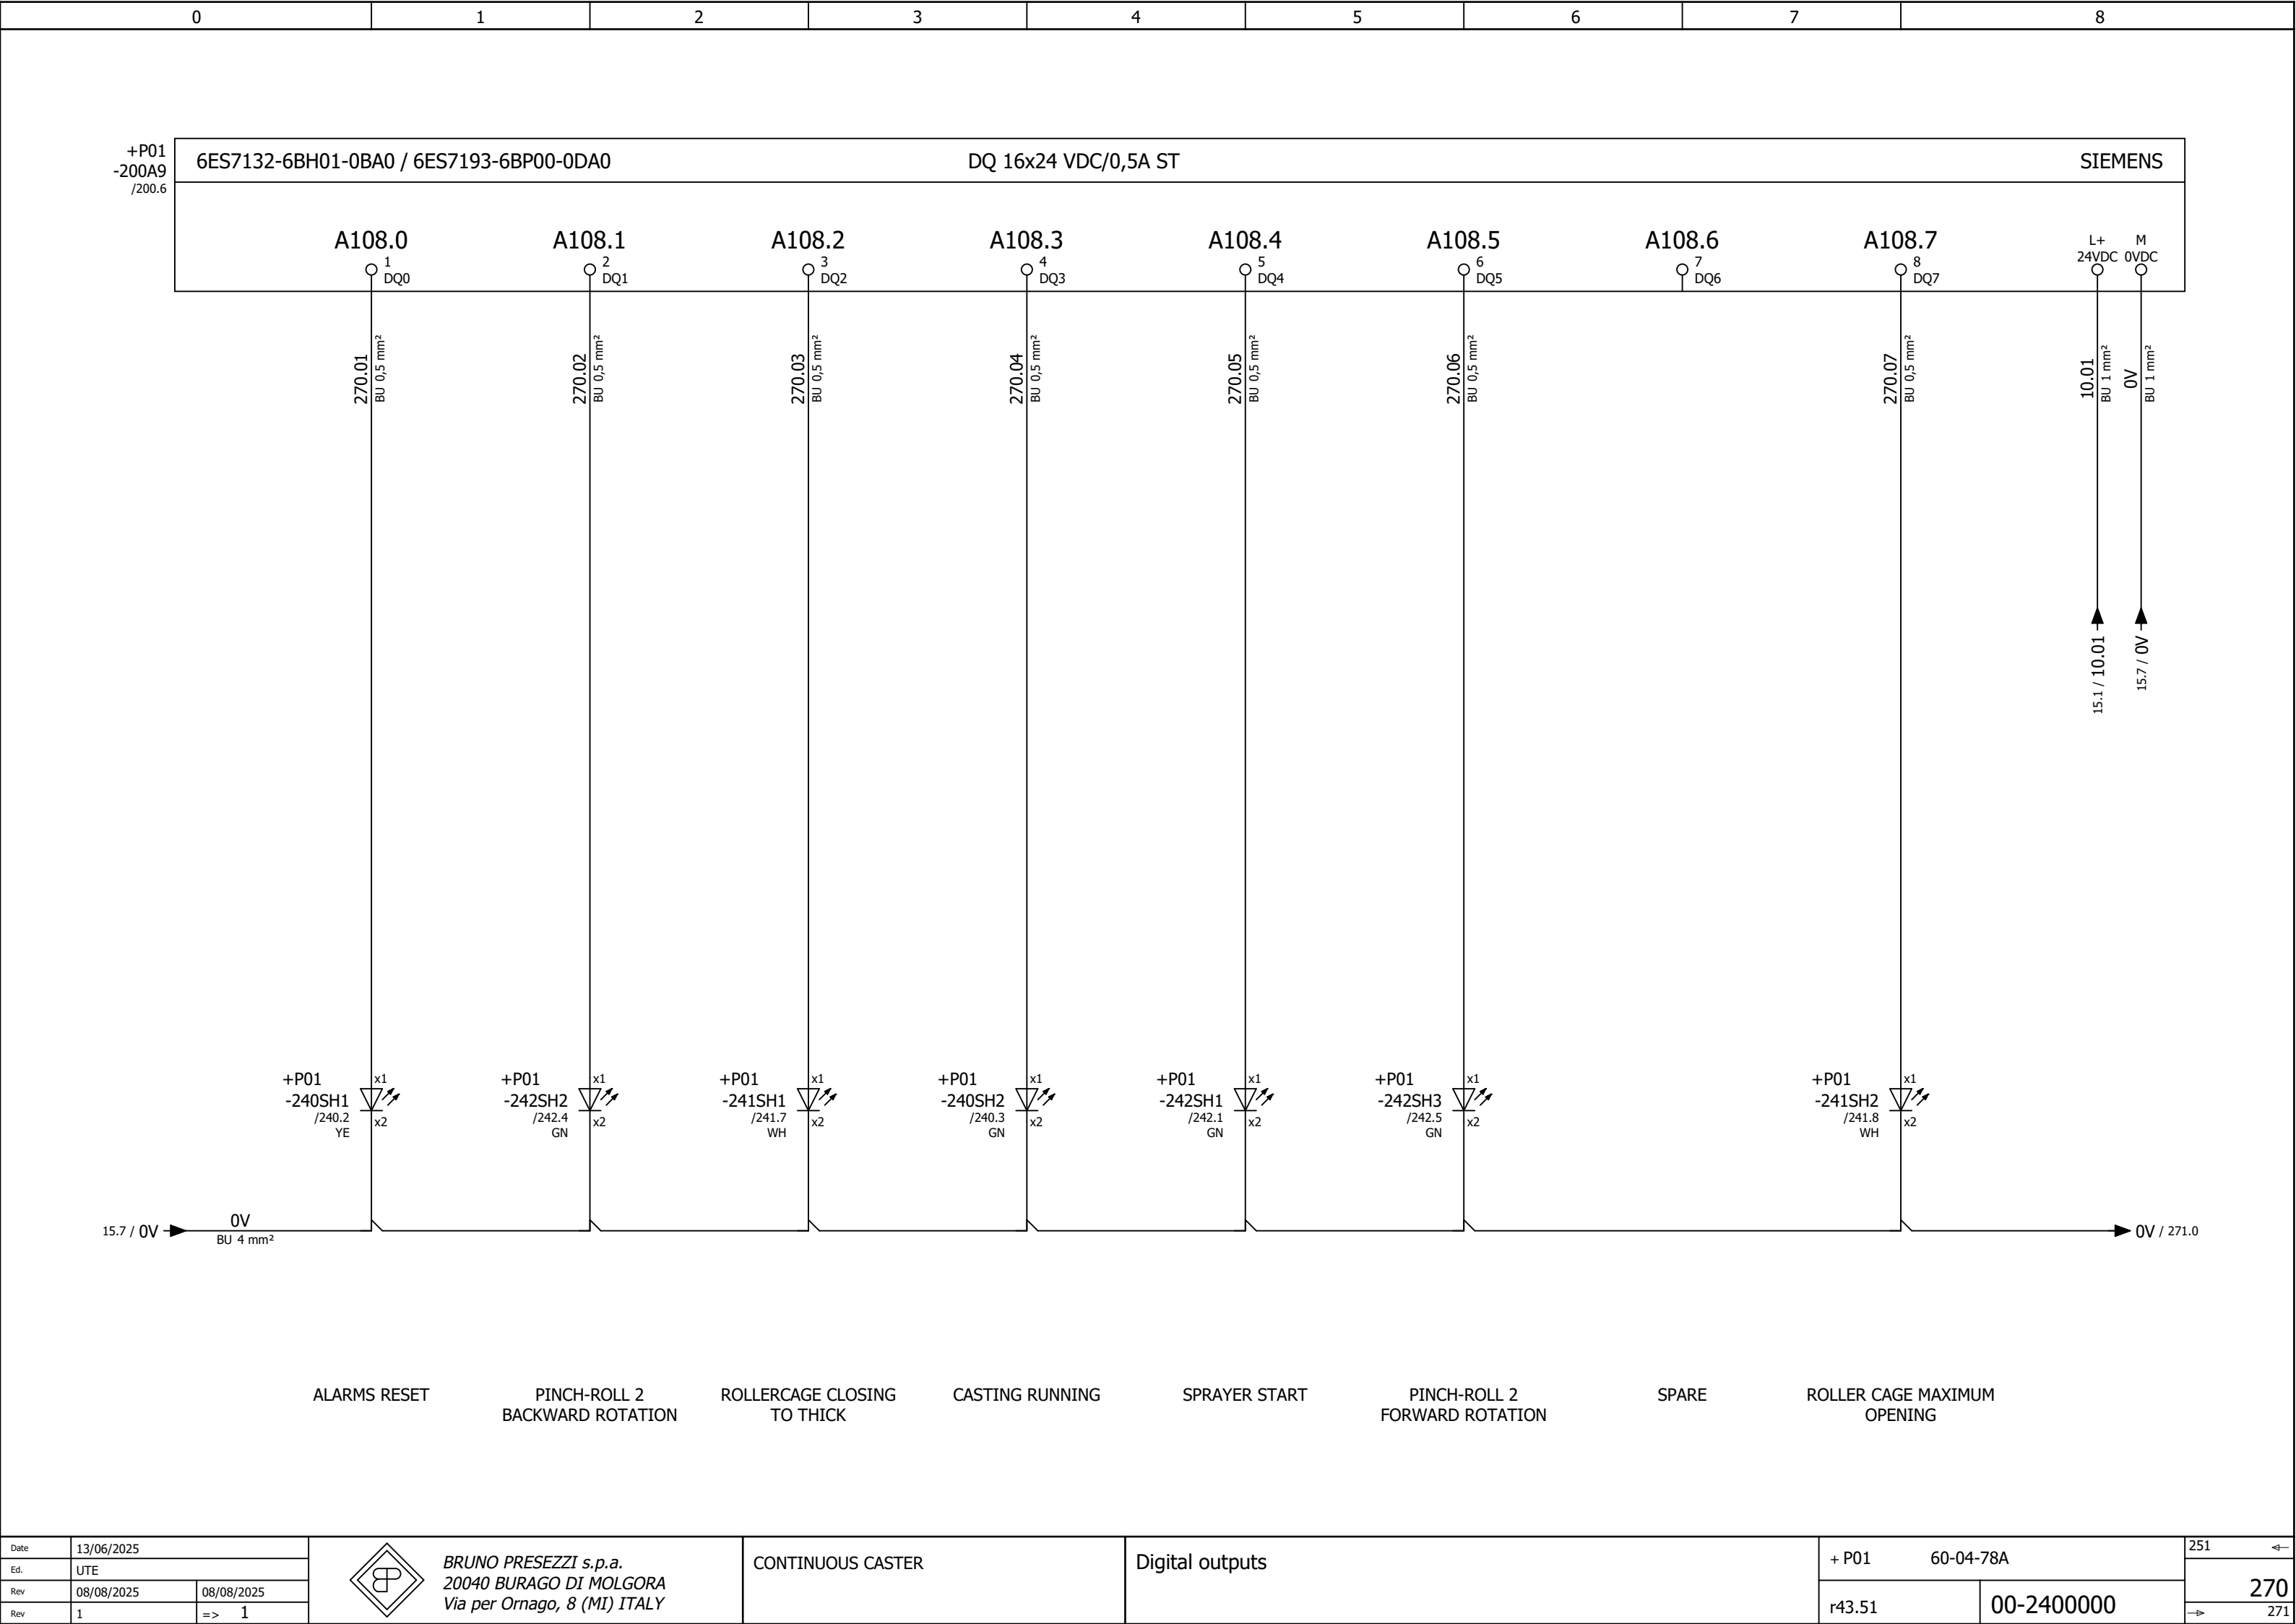 0 1 2 3 4 5 6 7 8
+P01
-200A9
/200.6
6ES7132-6BH01-0BA0 / 6ES7193-6BP00-0DA0 DQ 16x24 VDC/0,5A ST SIEMENS
A108.0 A108.1 A108.2 A108.3 A108.4 A108.5 A108.6 A108.7
1 2 3 4 5 6 7 8
DQ0 DQ1 DQ2 DQ3 DQ4 DQ5 DQ6 DQ7
L+ M
24VDC 0VDC
270.01
BU 0,5 mm²
270.02
BU 0,5 mm²
270.03
BU 0,5 mm²
270.04
BU 0,5 mm²
270.05
BU 0,5 mm²
270.06
BU 0,5 mm²
270.07
BU 0,5 mm²
10.01
BU 1 mm²
0V
BU 1 mm²
15.1 / 10.01
15.7 / 0V
+P01
-240SH1
/240.2
YE
x1
x2
+P01
-242SH2
/242.4
GN
x1
x2
+P01
-241SH1
/241.7
WH
x1
x2
+P01
-240SH2
/240.3
GN
x1
x2
+P01
-242SH1
/242.1
GN
x1
x2
+P01
-242SH3
/242.5
GN
x1
x2
+P01
-241SH2
/241.8
WH
x1
x2
15.7 / 0V
0V
BU 4 mm²
0V / 271.0
ALARMS RESET
PINCH-ROLL 2
BACKWARD ROTATION
ROLLERCAGE CLOSING
TO THICK
CASTING RUNNING
SPRAYER START
PINCH-ROLL 2
FORWARD ROTATION
SPARE
ROLLER CAGE MAXIMUM
OPENING
Date 13/06/2025
Ed. UTE
Rev 08/08/2025 08/08/2025
Rev 1 => 1
BRUNO PRESEZZI s.p.a.
20040 BURAGO DI MOLGORA
Via per Ornago, 8 (MI) ITALY
CONTINUOUS CASTER
Digital outputs
+ P01 60-04-78A
r43.51 00-2400000
251
270
271